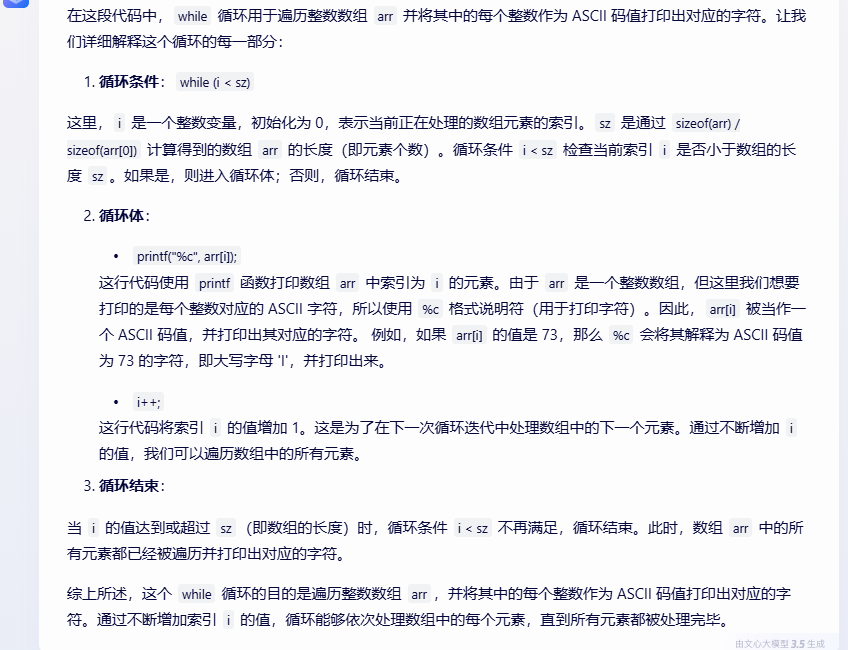 在这段代码中， while 循环用于遍历整数数组 arr 并将其中的每个整数作为 ASCII 码值打印出对应的字符。让我
们详细解释这个循环的每一部分：
1. 循环条件： while (i < sz)
这里， i 是一个整数变量，初始化为 0，表示当前正在处理的数组元素的索引。 sz 是通过 sizeof(arr) /
sizeof(arr[0]) 计算得到的数组 arr 的长度（即元素个数）。循环条件 i < sz 检查当前索引 i 是否小于数组的长
度 sz 。如果是，则进入循环体；否则，循环结束。
2. 循环体：
• printf("%c", arr[i]);
这行代码使用 printf 函数打印数组 arr 中索引为 i 的元素。由于 arr 是一个整数数组，但这里我们想要
打印的是每个整数对应的 ASCII 字符，所以使用 %c 格式说明符（用于打印字符）。因此， arr[i] 被当作一
个 ASCII 码值，并打印出其对应的字符。 例如，如果 arr[i] 的值是 73，那么 %c 会将其解释为 ASCII 码值
为 73 的字符，即大写字母 'I'，并打印出来。
• i++;
这行代码将索引 i 的值增加 1。这是为了在下一次循环迭代中处理数组中的下一个元素。通过不断增加 i
的值，我们可以遍历数组中的所有元素。
3. 循环结束：
当 i 的值达到或超过 sz （即数组的长度）时，循环条件 i < sz 不再满足，循环结束。此时，数组 arr 中的所
有元素都已经被遍历并打印出对应的字符。
综上所述，这个 while 循环的目的是遍历整数数组 arr ，并将其中的每个整数作为 ASCII 码值打印出对应的字
符。通过不断增加索引 i 的值，循环能够依次处理数组中的每个元素，直到所有元素都被处理完毕。
由文心大模型 3.5 生成